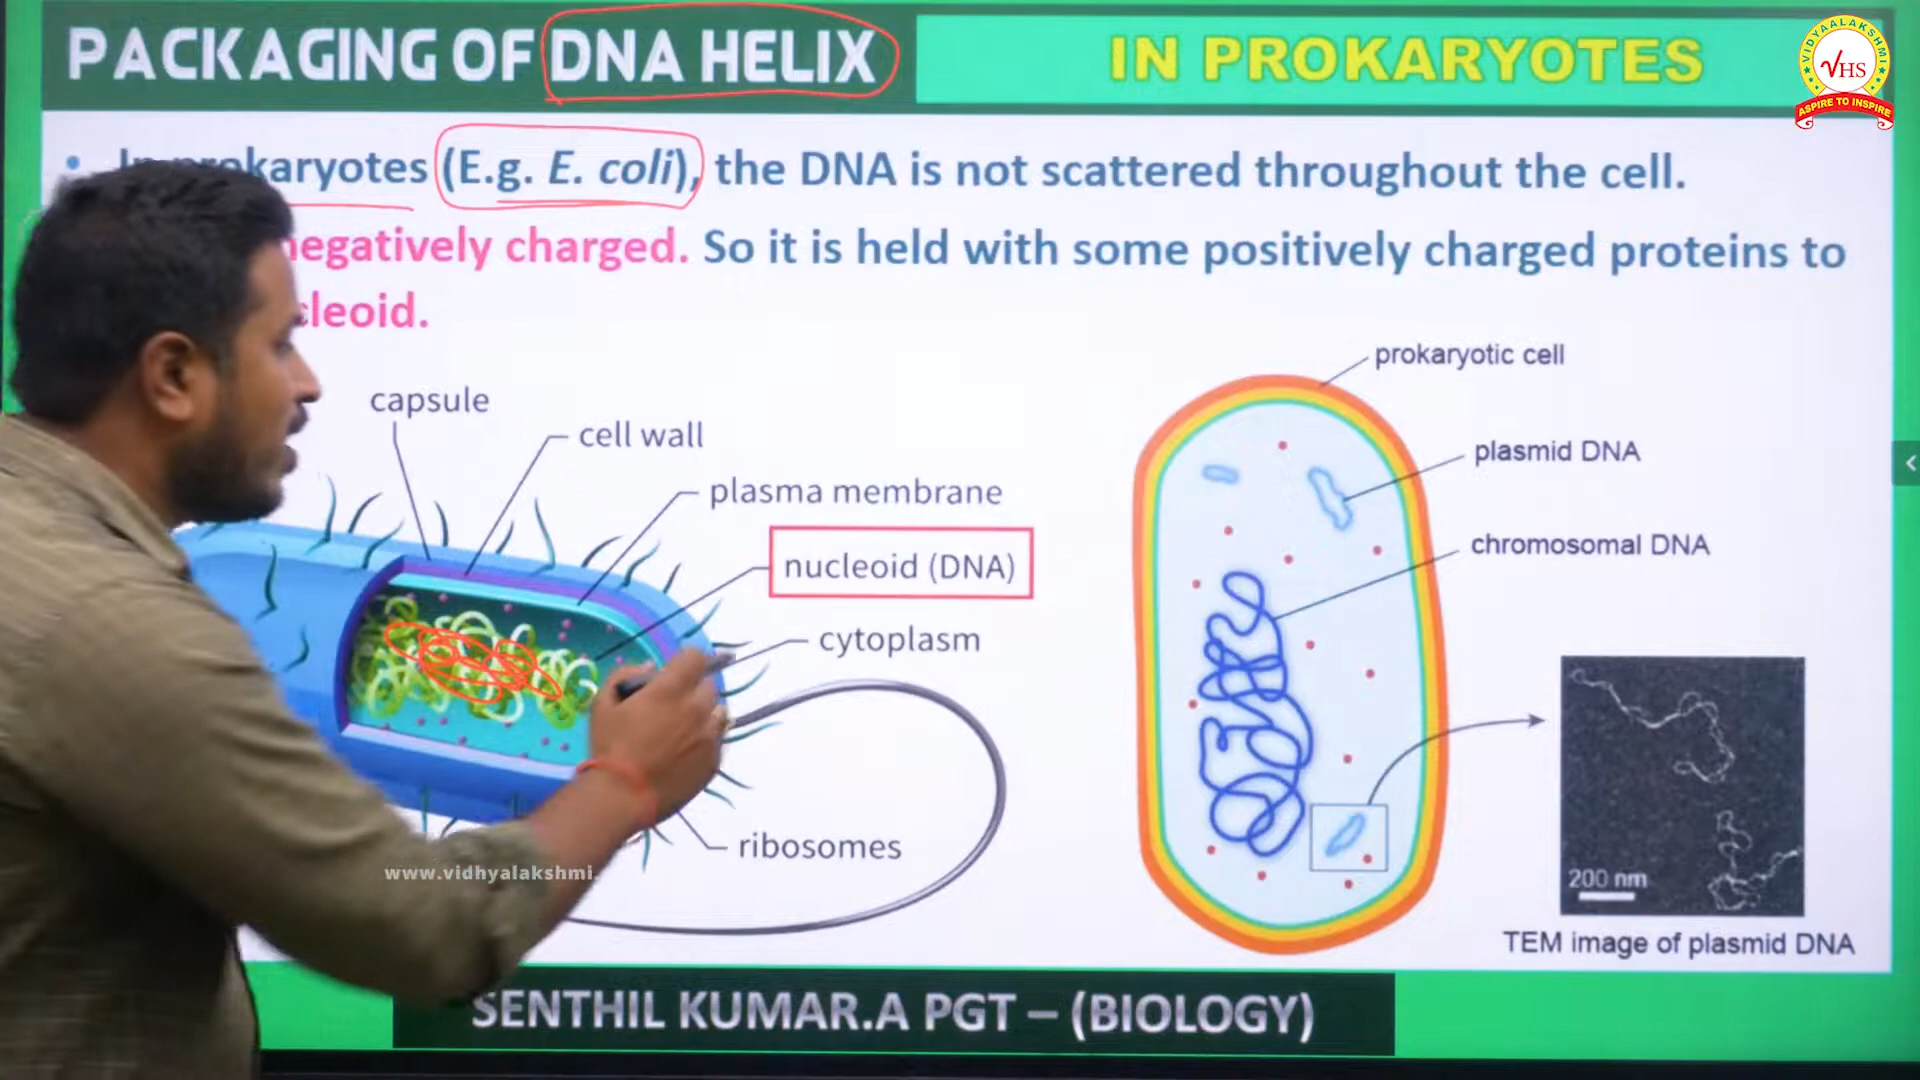 PACKAGING OF DNA HELIX
IN PROKARYOTES
VIDYAALAKSHMI
VHS
ASPIRE TO INSPIRE
prokaryotes (E.g. E. coli), the DNA is not scattered throughout the cell.
negatively charged. So it is held with some positively charged proteins to
prokaryotic cell
capsule
cell wall
plasmid DNA
plasma membrane
chromosomal DNA
nucleoid (DNA)
cytoplasm
ribosomes
www.vidhyalakshmi.
200 nm
TEM image of plasmid DNA
SENTHIL KUMAR.A PGT – (BIOLOGY)